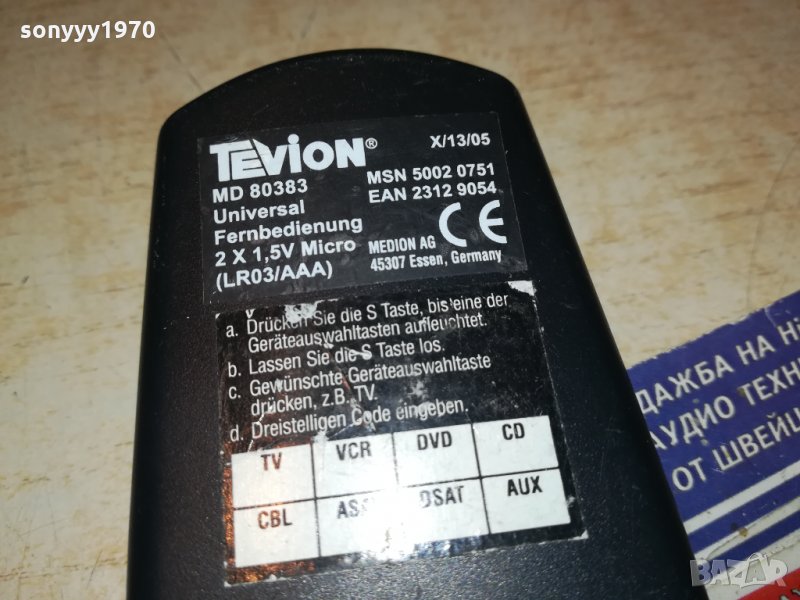 sonyyy1970
TEVION® X/13/05
MD 80383 MSN 5002 0751
Universal EAN 2312 9054
Fernbedienung
2 X 1,5V Micro MEDION AG CE
(LR03/AAA) 45307 Essen, Germany
a. Drücken Sie die S Taste, bis eine der
Geräteauswahltasten aufleuchtet.
b. Lassen Sie die S Taste los.
c. Gewünschte Geräteauswahltaste
drücken, z.B. TV.
d. Dreistelligen Code eingeben.
TV VCR DVD CD
CBL AS DSAT AUX
ДАЖБА НА
АУДИО ТЕХН
ОТ ШВЕЙЦ
BAZAR